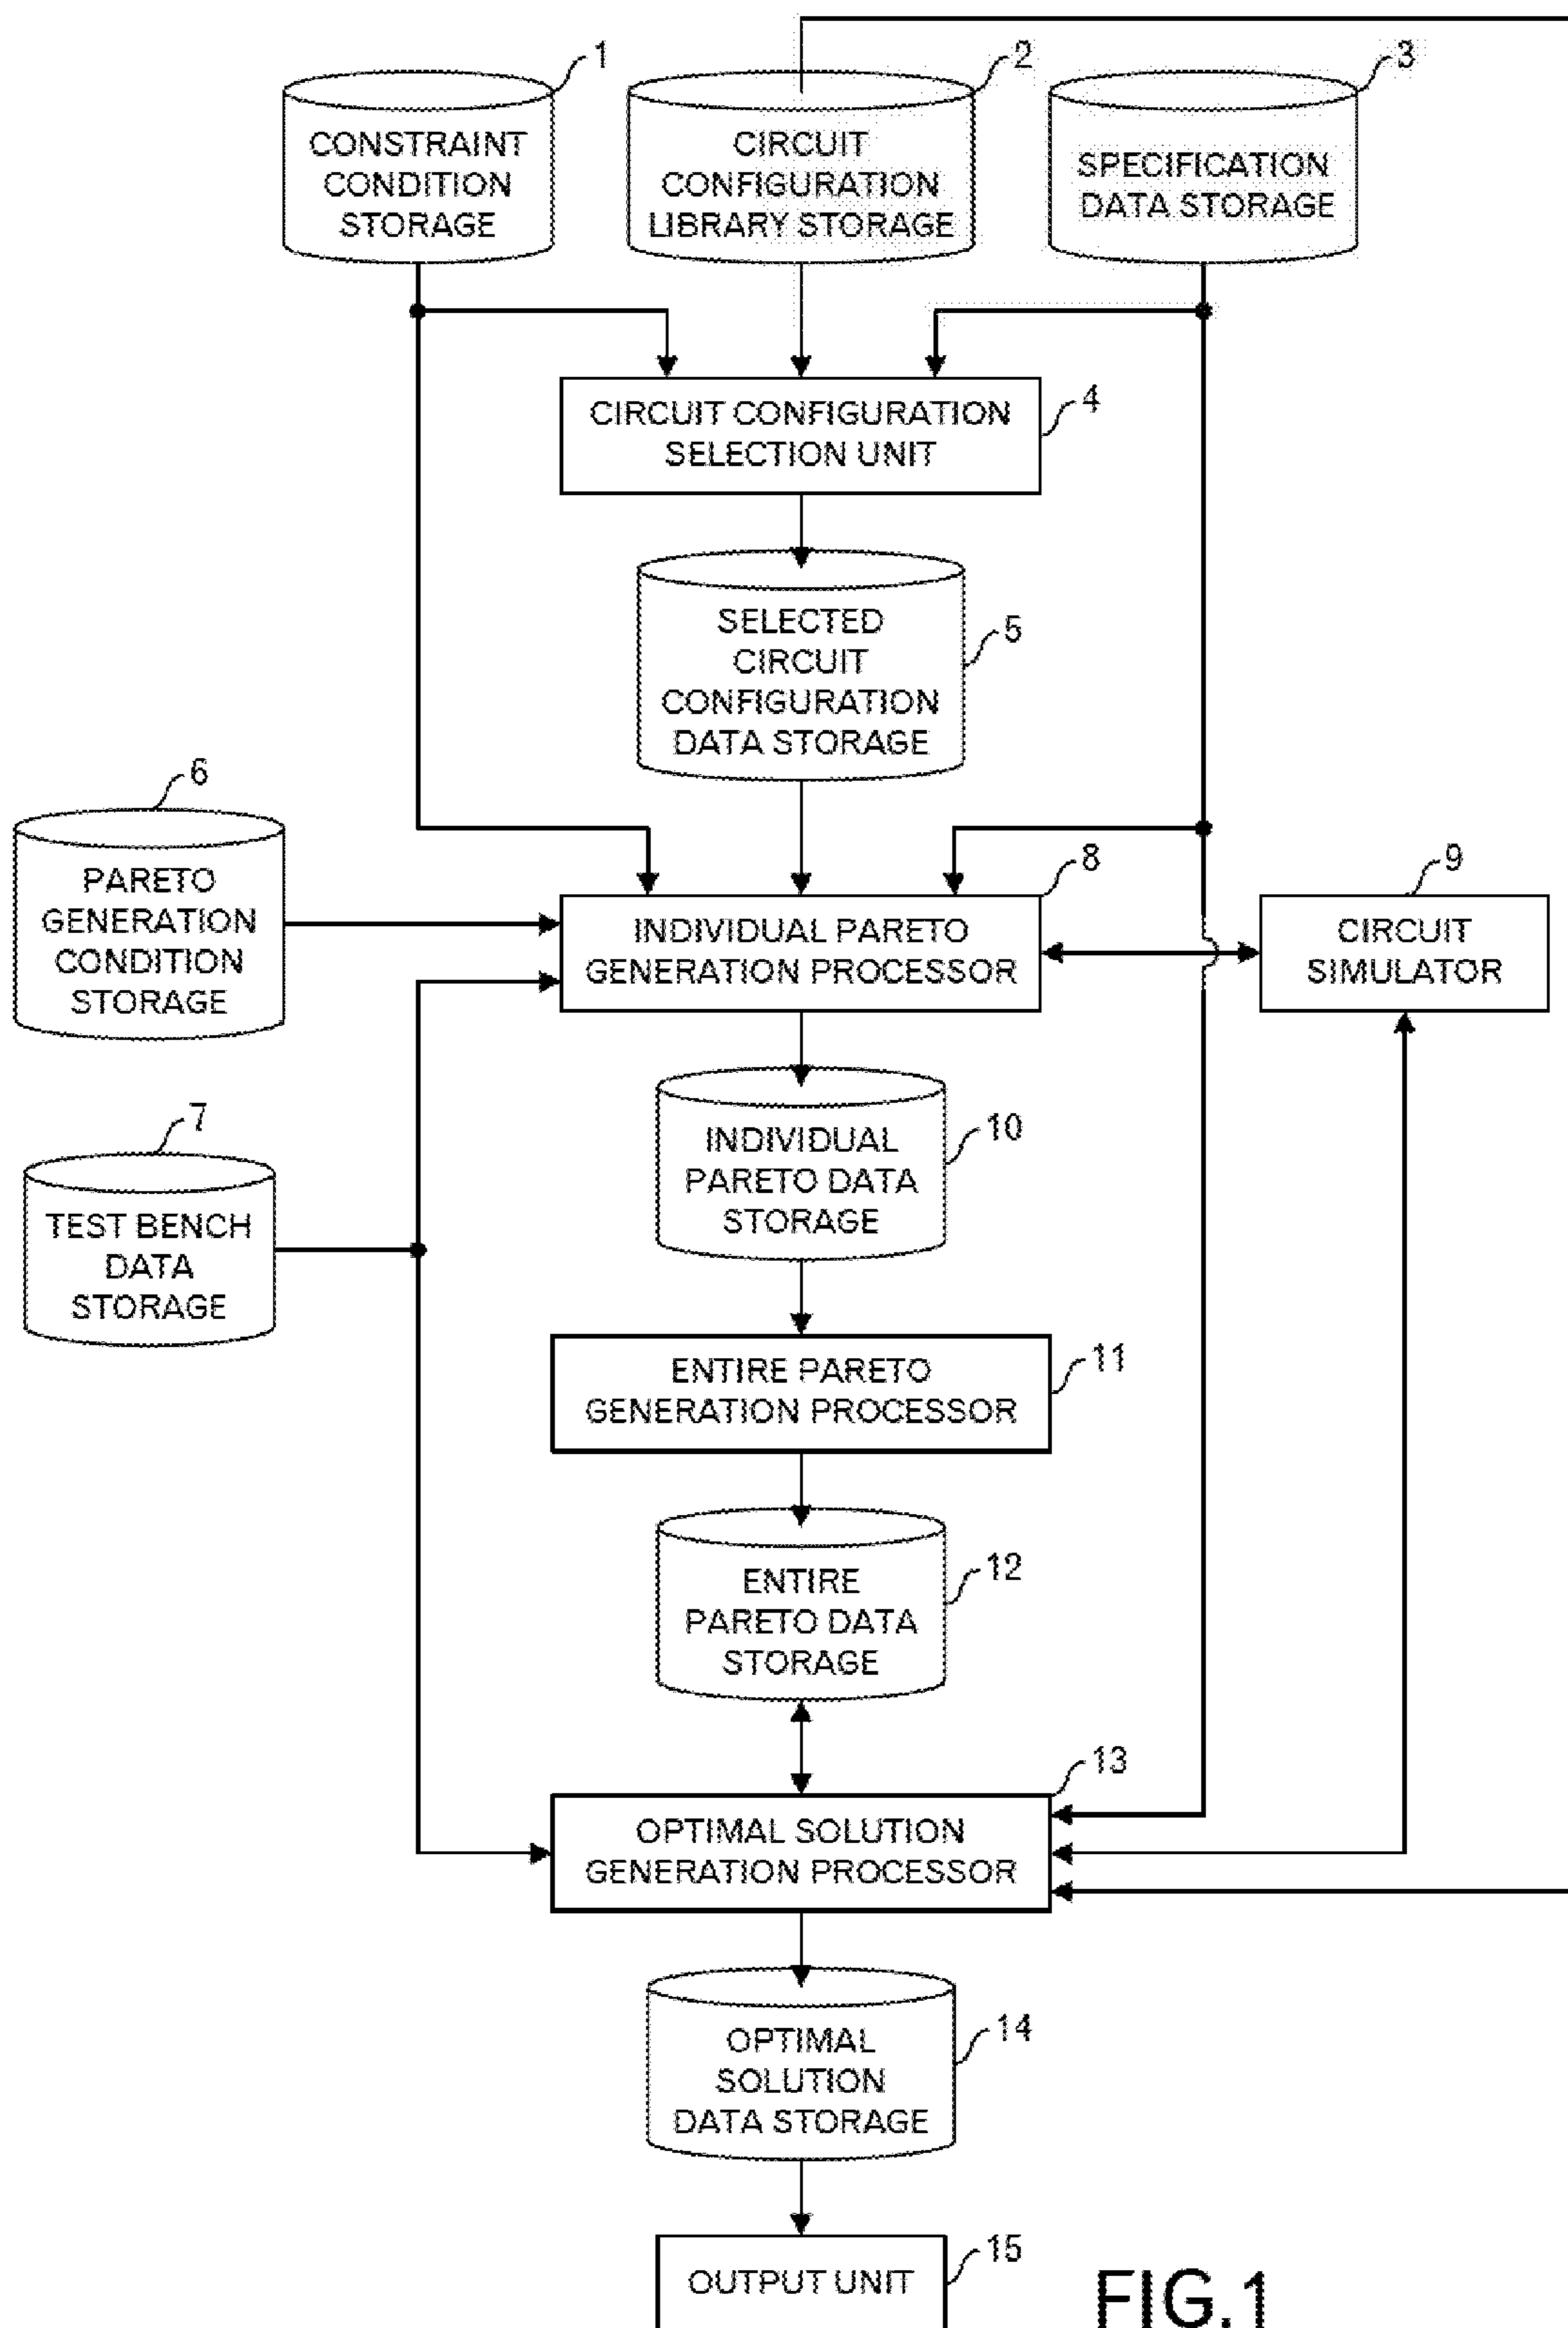 1
CONSTRAINT
CONDITION
STORAGE
2
CIRCUIT
CONFIGURATION
LIBRARY STORAGE
3
SPECIFICATION
DATA STORAGE
4
CIRCUIT CONFIGURATION
SELECTION UNIT
5
SELECTED
CIRCUIT
CONFIGURATION
DATA STORAGE
6
PARETO
GENERATION
CONDITION
STORAGE
8
INDIVIDUAL PARETO
GENERATION PROCESSOR
9
CIRCUIT
SIMULATOR
7
TEST BENCH
DATA
STORAGE
10
INDIVIDUAL
PARETO DATA
STORAGE
11
ENTIRE PARETO
GENERATION PROCESSOR
12
ENTIRE
PARETO DATA
STORAGE
13
OPTIMAL SOLUTION
GENERATION PROCESSOR
14
OPTIMAL
SOLUTION
DATA STORAGE
15
OUTPUT UNIT
FIG.1